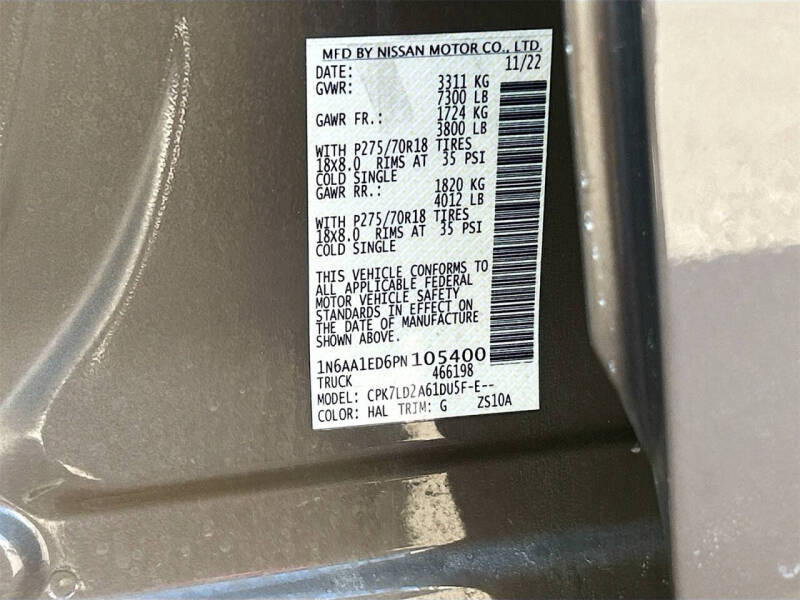 MFD BY NISSAN MOTOR CO., LTD.
DATE: 11/22
GVWR: 3311 KG
7300 LB
GAWR FR.: 1724 KG
3800 LB
WITH P275/70R18 TIRES
18x8.0 RIMS AT 35 PSI
COLD SINGLE
GAWR RR.: 1820 KG
4012 LB
WITH P275/70R18 TIRES
18x8.0 RIMS AT 35 PSI
COLD SINGLE
THIS VEHICLE CONFORMS TO
ALL APPLICABLE FEDERAL
MOTOR VEHICLE SAFETY
STANDARDS IN EFFECT ON
THE DATE OF MANUFACTURE
SHOWN ABOVE.
1N6AA1ED6PN105400
TRUCK 466198
MODEL: CPK7LD2A61DU5F-E--
COLOR: HAL TRIM: G ZS10A